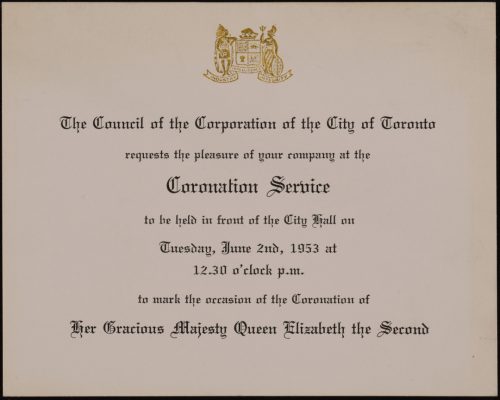 The Council of the Corporation of the City of Toronto
requests the pleasure of your company at the
Coronation Service
to be held in front of the City Hall on
Tuesday, June 2nd, 1953 at
12.30 o'clock p.m.
to mark the occasion of the Coronation of
Her Gracious Majesty Queen Elizabeth the Second